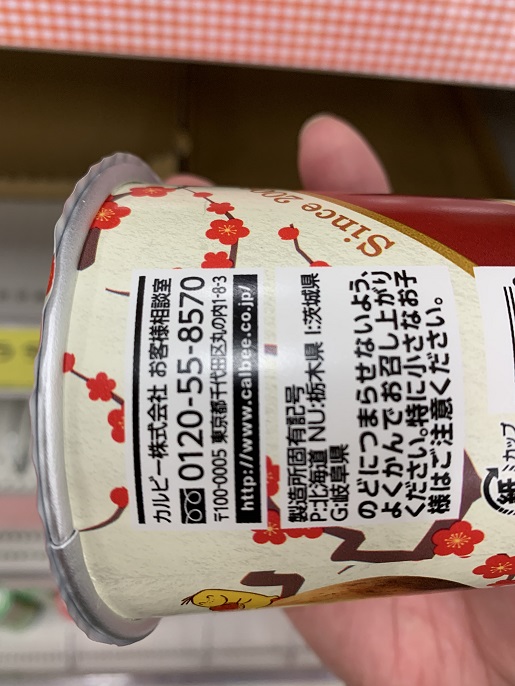 Since 200
カルビー株式会社 お客様相談室
0120-55-8570
〒100-0005 東京都千代田区丸の内1-8-3
http://www.calbee.co.jp/
製造所固有記号
P:北海道 NU:栃木県 I:茨城県
G:岐阜県
のどにつまらせないよう、
よくかんでお召し上がり
ください。特に小さなお子
様はご注意ください。
紙
カップ